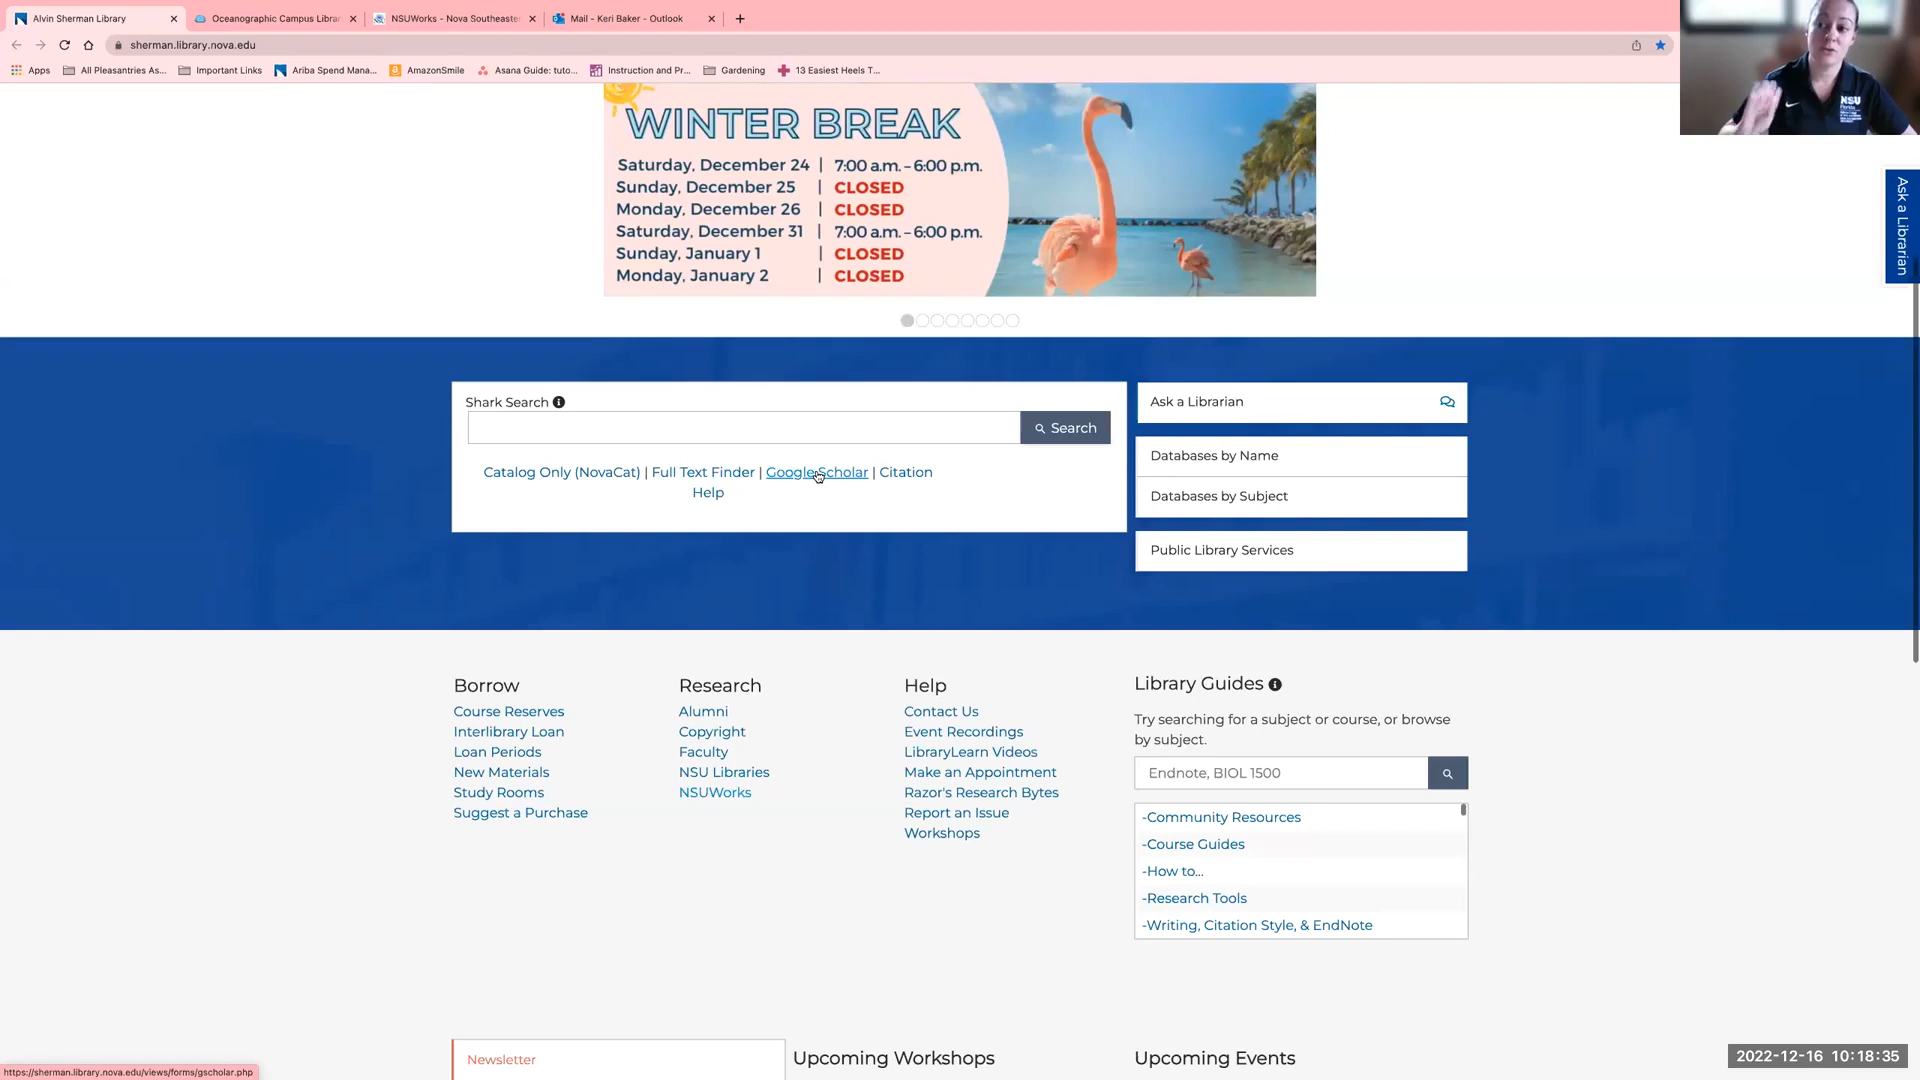 Alvin Sherman Library
Oceanographic Campus Libra
NSUWorks - Nova Southeaster
Mail - Keri Baker - Outlook
sherman.library.nova.edu
Apps
All Pleasantries As...
Important Links
Ariba Spend Mana...
AmazonSmile
Asana Guide: tuto...
Instruction and Pr...
Gardening
13 Easiest Heels T...
NSU
Florida
WINTER BREAK
Saturday, December 24 | 7:00 a.m. – 6:00 p.m.
Sunday, December 25 | CLOSED
Monday, December 26 | CLOSED
Saturday, December 31 | 7:00 a.m. – 6:00 p.m.
Sunday, January 1 | CLOSED
Monday, January 2 | CLOSED
Ask a Librarian
Shark Search
Search
Catalog Only (NovaCat) | Full Text Finder | Google Scholar | Citation
Help
Ask a Librarian
Databases by Name
Databases by Subject
Public Library Services
Borrow
Course Reserves
Interlibrary Loan
Loan Periods
New Materials
Study Rooms
Suggest a Purchase
Research
Alumni
Copyright
Faculty
NSU Libraries
NSUWorks
Help
Contact Us
Event Recordings
LibraryLearn Videos
Make an Appointment
Razor's Research Bytes
Report an Issue
Workshops
Library Guides
Try searching for a subject or course, or browse
by subject.
Endnote, BIOL 1500
-Community Resources
-Course Guides
-How to...
-Research Tools
-Writing, Citation Style, & EndNote
Newsletter
Upcoming Workshops
Upcoming Events
2022-12-16 10:18:35
https://sherman.library.nova.edu/views/forms/gscholar.php